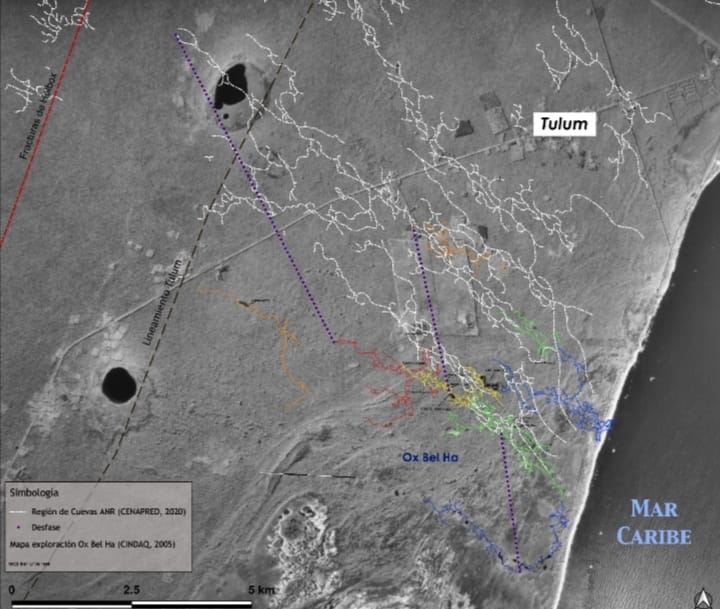 Tulum
Fracturas de Holbox
Lineamiento Tulum
Ox Bel Ha
MAR
CARIBE
Simbología
Región de Cuevas ANR (CENAPRED, 2020)
Desfase
Mapa exploración Ox Bel Ha (CINDAQ, 2005)
0 2.5 5 km